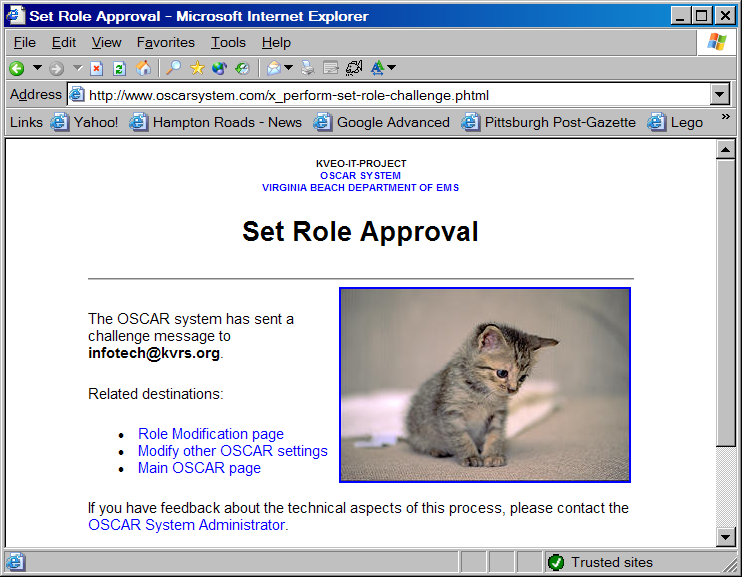 Set Role Approval - Microsoft Internet Explorer
File Edit View Favorites Tools Help
Address http://www.oscarsystem.com/x_perform-set-role-challenge.phtml
Links Yahoo! Hampton Roads - News Google Advanced Pittsburgh Post-Gazette Lego »
KVEO-IT-PROJECT
OSCAR SYSTEM
VIRGINIA BEACH DEPARTMENT OF EMS
Set Role Approval
The OSCAR system has sent a
challenge message to
infotech@kvrs.org.
Related destinations:
• Role Modification page
• Modify other OSCAR settings
• Main OSCAR page
If you have feedback about the technical aspects of this process, please contact the
OSCAR System Administrator.
Trusted sites